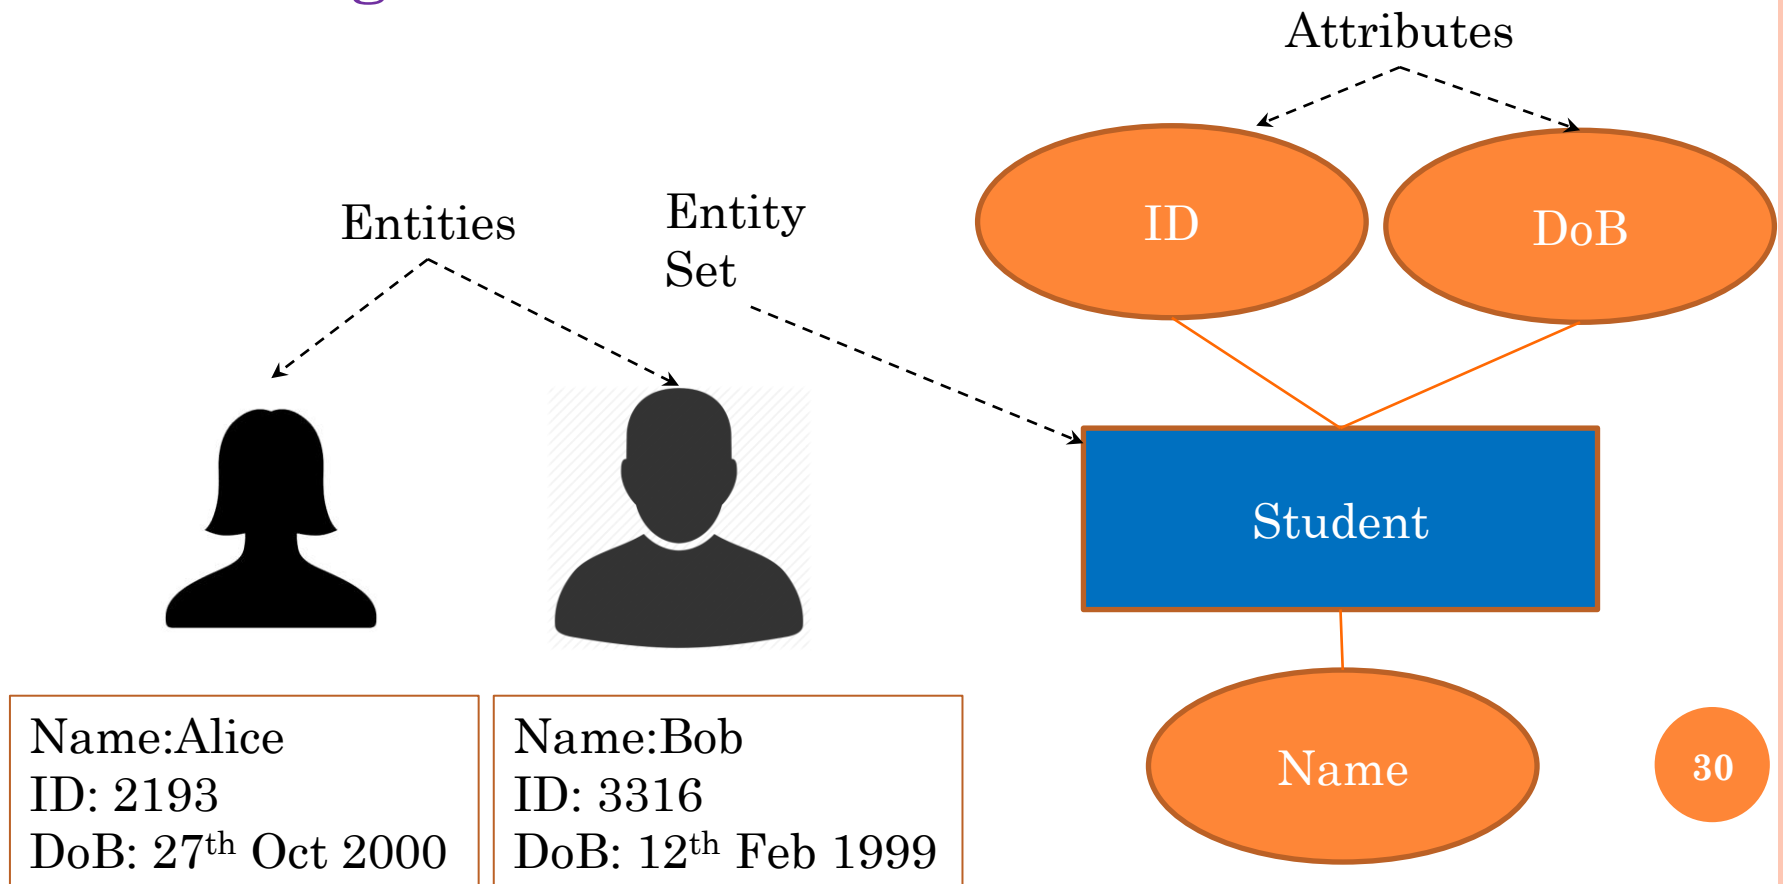 Attributes
Entities
Entity
Set
ID
DoB
Student
Name:Alice
ID: 2193
DoB: 27th Oct 2000
Name:Bob
ID: 3316
DoB: 12th Feb 1999
Name
30